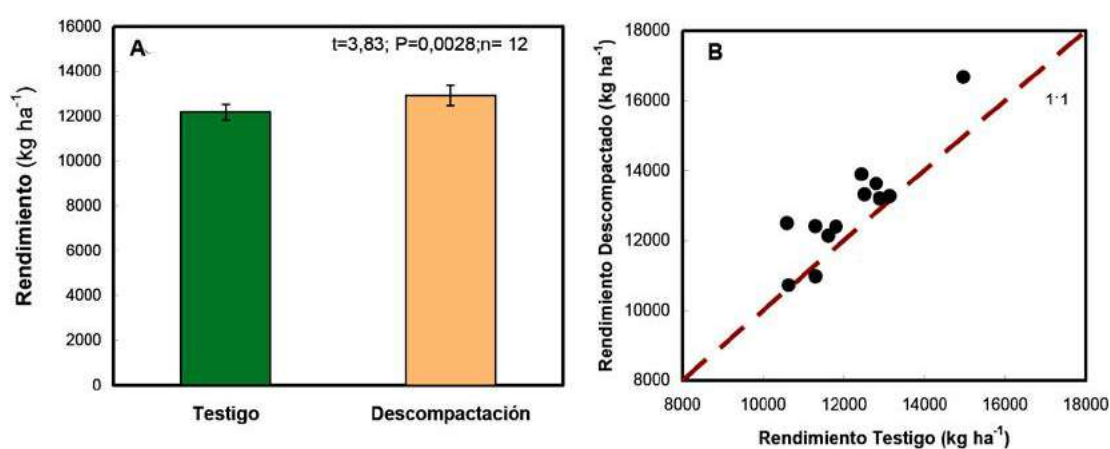 A
t=3,83; P=0,0028;n= 12
Rendimiento (kg ha⁻¹)
16000
14000
12000
10000
8000
6000
4000
2000
0
Testigo
Descompactación
B
1:1
Rendimiento Descompactado (kg ha⁻¹)
18000
16000
14000
12000
10000
8000
8000
10000
12000
14000
16000
18000
Rendimiento Testigo (kg ha⁻¹)